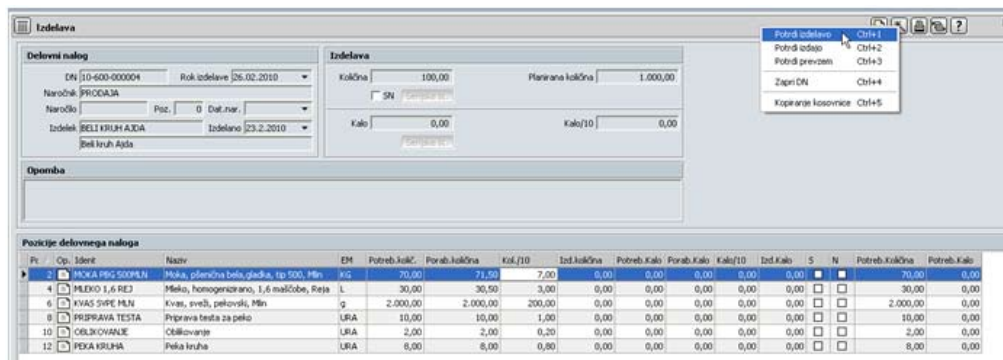 Izdelava
Potrdi izdelavo Ctrl+1
Potrdi izdajo Ctrl+2
Potrdi prevzem Ctrl+3
Zapri DN Ctrl+4
Kopiranje kosovnice Ctrl+5
Delovni nalog
DN 10-600-000004 Rok izdelave 26.02.2010
Naročnik PRODAJA
Naročilo Poz. 0 Dat.nar.
Izdelek BELI KRUH AJDA Izdelano 23.2.2010
Beli kruh Ajda
Izdelava
Količina 100,00 Planirana količina 1.000,00
SN
Kalo 0,00 Kalo/10 0,00
Opomba
Pozicije delovnega naloga
Pr. Op. Ident Naziv EM Potreb.količ. Porab.količina Kol./10 Izd.količina Potreb.Kalo Porab.Kalo Kalo/10 Izd.Kalo S N Potreb.Količina Potreb.Kalo
2 MOKA PBG 500MLN Moka, pšenična bela,gladka, tip 500, Mlin KG 70,00 71,50 7,00 0,00 0,00 0,00 0,00 0,00 70,00 0,00
4 MLEKO 1,6 REJ Mleko, homogenizirano, 1,6 maščobe, Reja L 30,00 30,50 3,00 0,00 0,00 0,00 0,00 0,00 30,00 0,00
6 KVAS SVPE MLN Kvas, sveži, pekovski, Mlin g 2.000,00 2.000,00 200,00 0,00 0,00 0,00 0,00 0,00 2.000,00 0,00
8 PRIPRAVA TESTA Priprava testa za peko URA 10,00 10,00 1,00 0,00 0,00 0,00 0,00 0,00 10,00 0,00
10 OBLIKOVANJE Oblikovanje URA 2,00 2,00 0,20 0,00 0,00 0,00 0,00 0,00 2,00 0,00
12 PEKA KRUHA Peka kruha URA 8,00 8,00 0,80 0,00 0,00 0,00 0,00 0,00 8,00 0,00